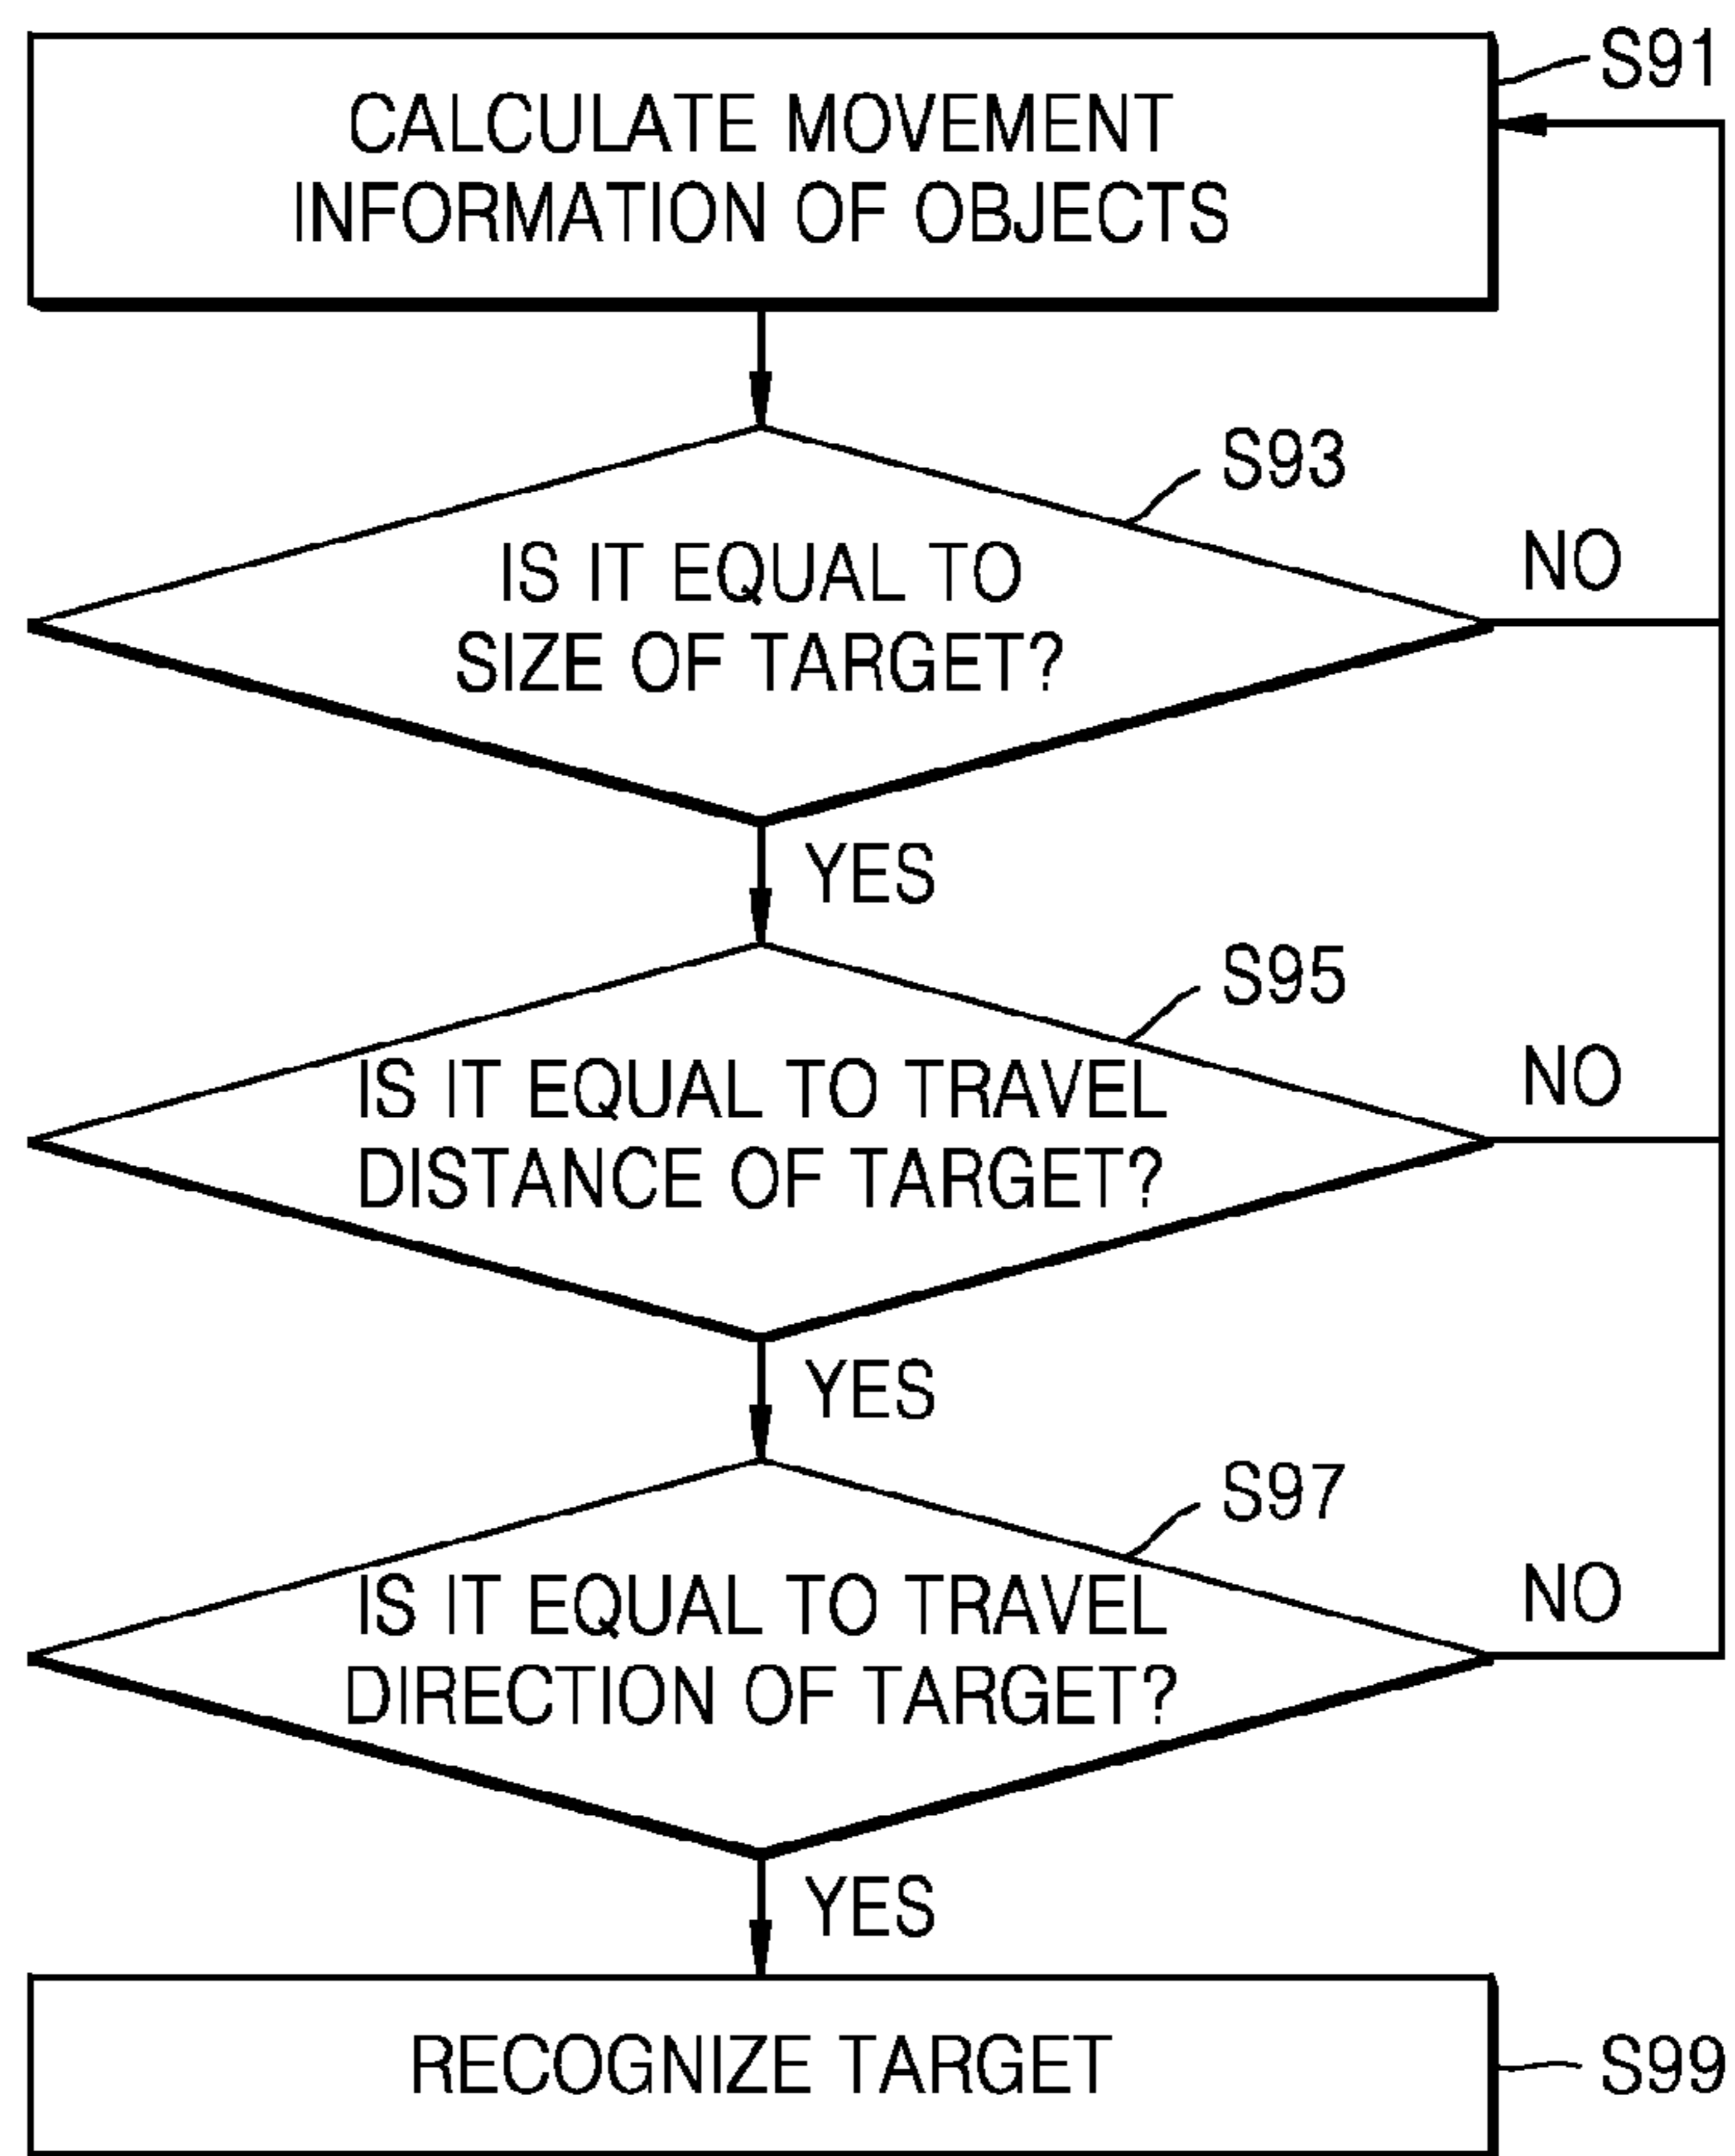 S91
CALCULATE MOVEMENT
INFORMATION OF OBJECTS
S93
IS IT EQUAL TO
SIZE OF TARGET?
NO
YES
S95
IS IT EQUAL TO TRAVEL
DISTANCE OF TARGET?
NO
YES
S97
IS IT EQUAL TO TRAVEL
DIRECTION OF TARGET?
NO
YES
RECOGNIZE TARGET
S99